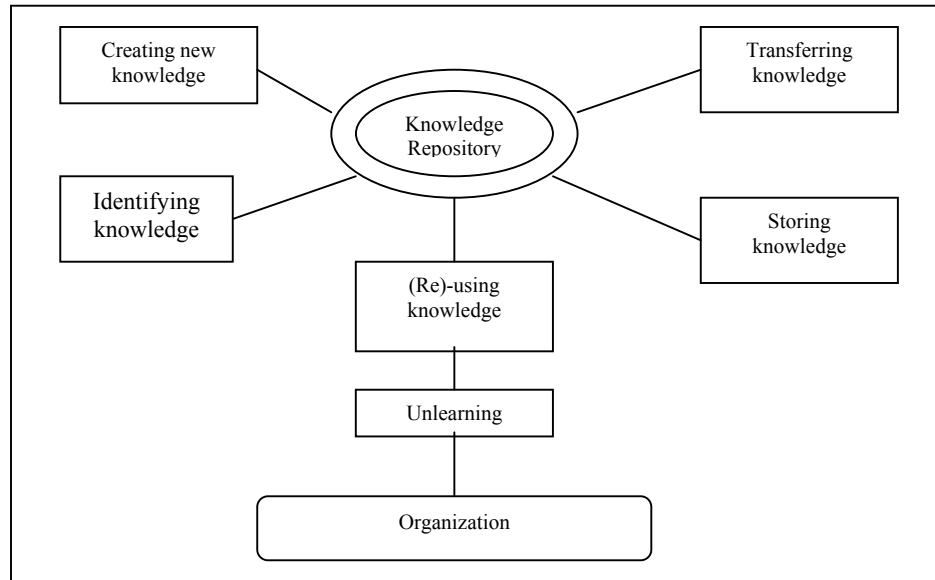 Creating new
knowledge
Transferring
knowledge
Knowledge
Repository
Identifying
knowledge
Storing
knowledge
(Re)-using
knowledge
Unlearning
Organization